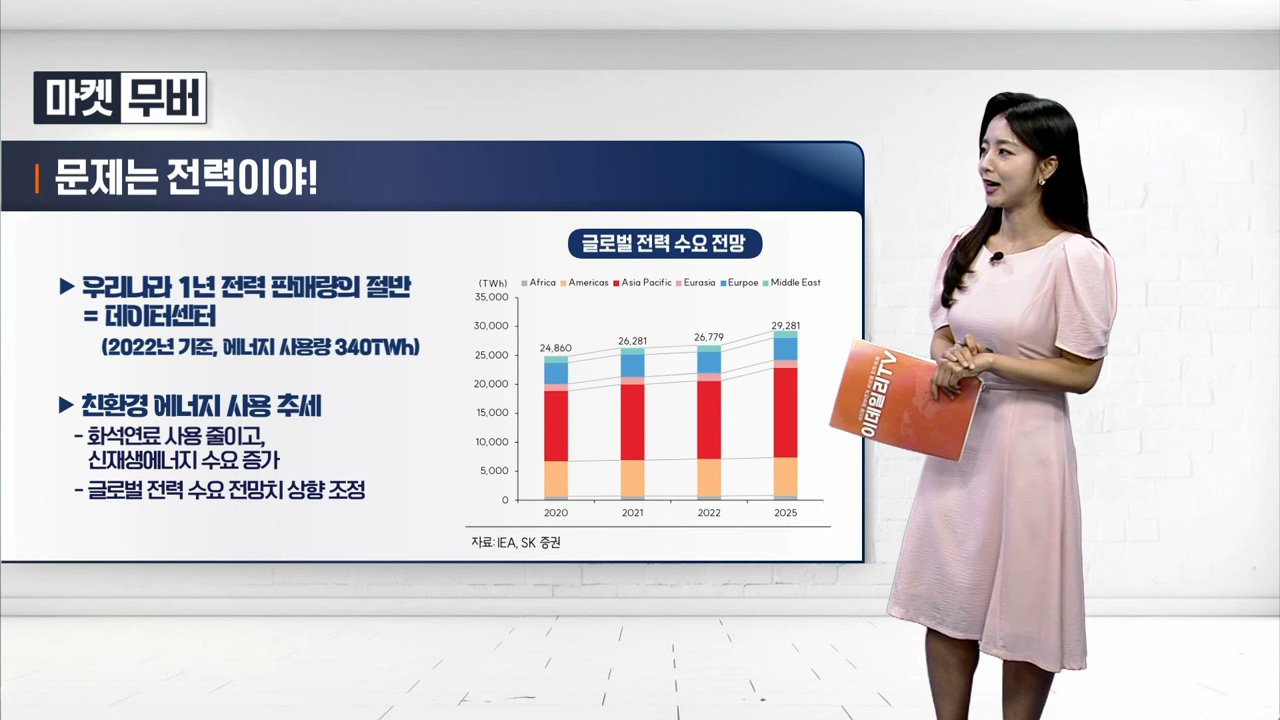 마켓 무버
문제는 전력이야!
▶ 우리나라 1년 전력 판매량의 절반
= 데이터센터
(2022년 기준, 에너지 사용량 340TWh)
▶ 친환경 에너지 사용 추세
- 화석연료 사용 줄이고,
신재생에너지 수요 증가
- 글로벌 전력 수요 전망치 상향 조정
글로벌 전력 수요 전망
(TWh)
Africa Americas Asia Pacific Eurasia Eurpoe Middle East
35,000
30,000
25,000
20,000
15,000
10,000
5,000
0
24,860
26,281
26,779
29,281
2020 2021 2022 2025
자료: IEA, SK 증권
이데일리TV